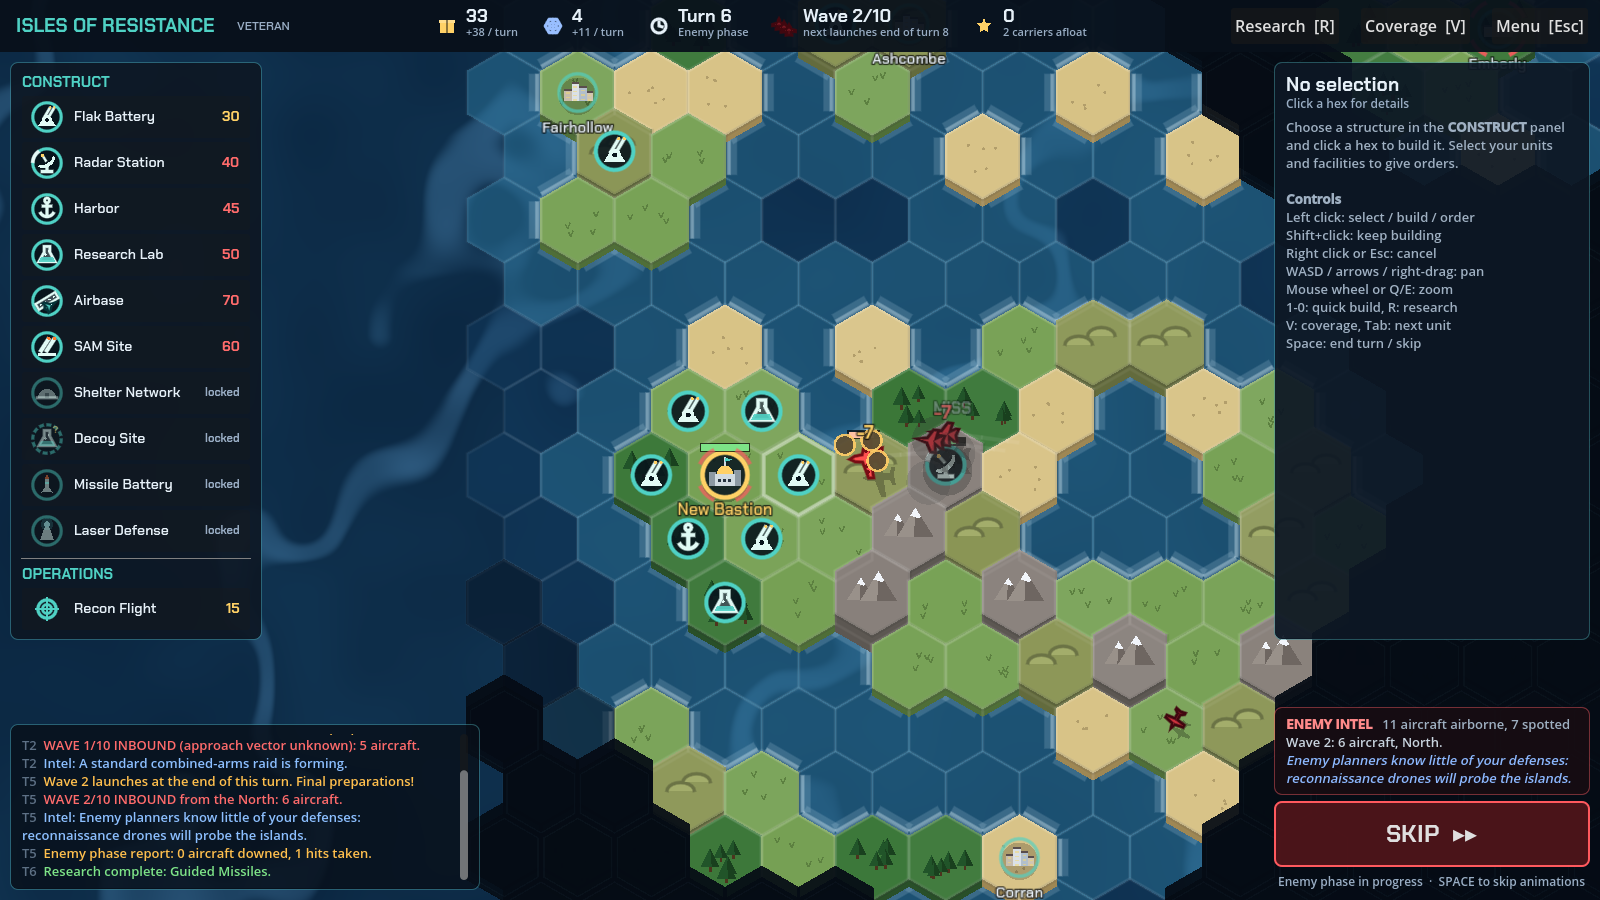 ISLES OF RESISTANCE
VETERAN
33
+38 / turn
4
+11 / turn
Turn 6
Enemy phase
Wave 2/10
next launches end of turn 8
0
2 carriers afloat
Research [R]
Coverage [V]
Menu [Esc]
CONSTRUCT
Flak Battery 30
Radar Station 40
Harbor 45
Research Lab 50
Airbase 70
SAM Site 60
Shelter Network locked
Decoy Site locked
Missile Battery locked
Laser Defense locked
OPERATIONS
Recon Flight 15
Ashcombe
Fairhollow
MISS
-7
-7
New Bastion
Corran
No selection
Click a hex for details
Choose a structure in the CONSTRUCT panel
and click a hex to build it. Select your units
and facilities to give orders.
Controls
Left click: select / build / order
Shift+click: keep building
Right click or Esc: cancel
WASD / arrows / right-drag: pan
Mouse wheel or Q/E: zoom
1-0: quick build, R: research
V: coverage, Tab: next unit
Space: end turn / skip
T2 WAVE 1/10 INBOUND (approach vector unknown): 5 aircraft.
T2 Intel: A standard combined-arms raid is forming.
T5 Wave 2 launches at the end of this turn. Final preparations!
T5 WAVE 2/10 INBOUND from the North: 6 aircraft.
T5 Intel: Enemy planners know little of your defenses:
reconnaissance drones will probe the islands.
T5 Enemy phase report: 0 aircraft downed, 1 hits taken.
T6 Research complete: Guided Missiles.
ENEMY INTEL 11 aircraft airborne, 7 spotted
Wave 2: 6 aircraft, North.
Enemy planners know little of your defenses:
reconnaissance drones will probe the islands.
SKIP
Enemy phase in progress · SPACE to skip animations